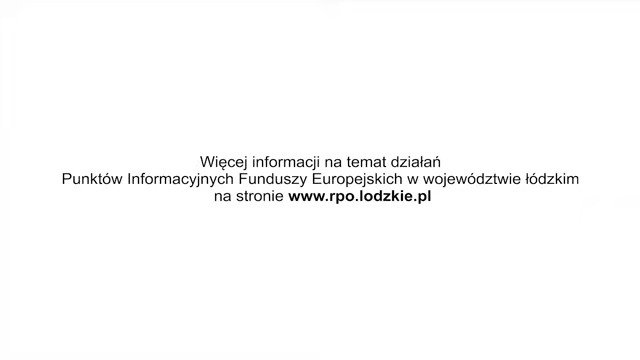 Więcej informacji na temat działań
Punktów Informacyjnych Funduszy Europejskich w województwie łódzkim
na stronie www.rpo.lodzkie.pl